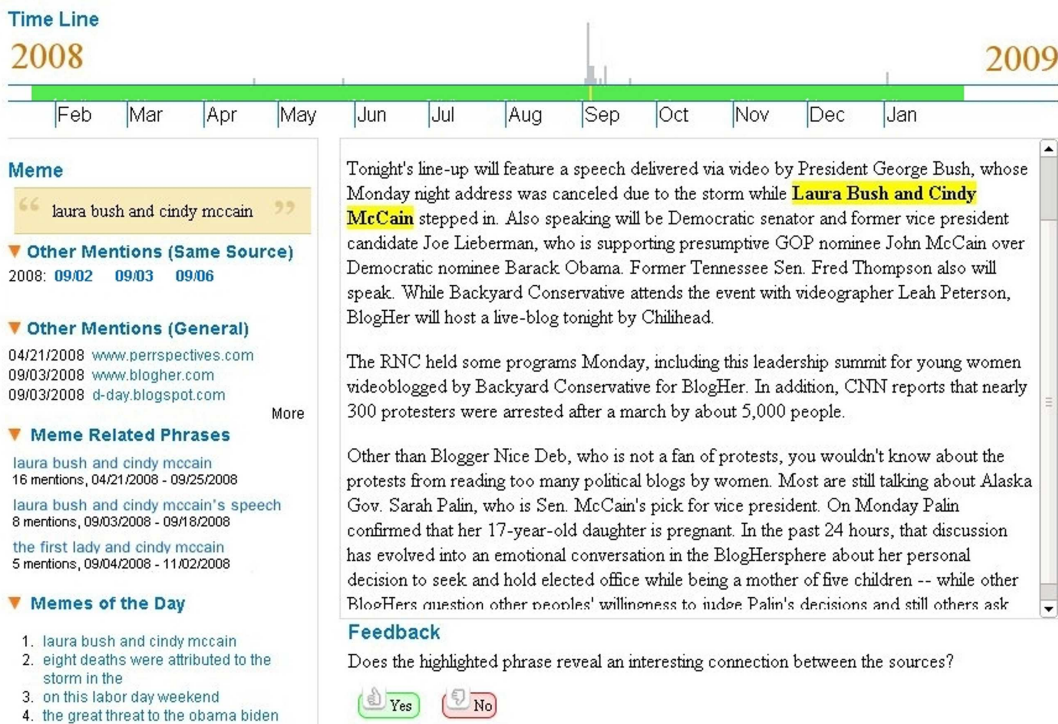 Time Line
2008
2009
Feb Mar Apr May Jun Jul Aug Sep Oct Nov Dec Jan
Meme
“ laura bush and cindy mccain ”
Other Mentions (Same Source)
2008: 09/02 09/03 09/06
Other Mentions (General)
04/21/2008 www.perrspectives.com
09/03/2008 www.blogher.com
09/03/2008 d-day.blogspot.com
More
Meme Related Phrases
laura bush and cindy mccain
16 mentions, 04/21/2008 - 09/25/2008
laura bush and cindy mccain's speech
8 mentions, 09/03/2008 - 09/18/2008
the first lady and cindy mccain
5 mentions, 09/04/2008 - 11/02/2008
Memes of the Day
1. laura bush and cindy mccain
2. eight deaths were attributed to the
storm in the
3. on this labor day weekend
4. the great threat to the obama biden
Tonight's line-up will feature a speech delivered via video by President George Bush, whose
Monday night address was canceled due to the storm while Laura Bush and Cindy
McCain stepped in. Also speaking will be Democratic senator and former vice president
candidate Joe Lieberman, who is supporting presumptive GOP nominee John McCain over
Democratic nominee Barack Obama. Former Tennessee Sen. Fred Thompson also will
speak. While Backyard Conservative attends the event with videographer Leah Peterson,
BlogHer will host a live-blog tonight by Chilihead.
The RNC held some programs Monday, including this leadership summit for young women
videoblogged by Backyard Conservative for BlogHer. In addition, CNN reports that nearly
300 protesters were arrested after a march by about 5,000 people.
Other than Blogger Nice Deb, who is not a fan of protests, you wouldn't know about the
protests from reading too many political blogs by women. Most are still talking about Alaska
Gov. Sarah Palin, who is Sen. McCain's pick for vice president. On Monday Palin
confirmed that her 17-year-old daughter is pregnant. In the past 24 hours, that discussion
has evolved into an emotional conversation in the BlogHersphere about her personal
decision to seek and hold elected office while being a mother of five children -- while other
BlogHers question other peoples' willingness to judge Palin's decisions and still others ask
Feedback
Does the highlighted phrase reveal an interesting connection between the sources?
Yes No